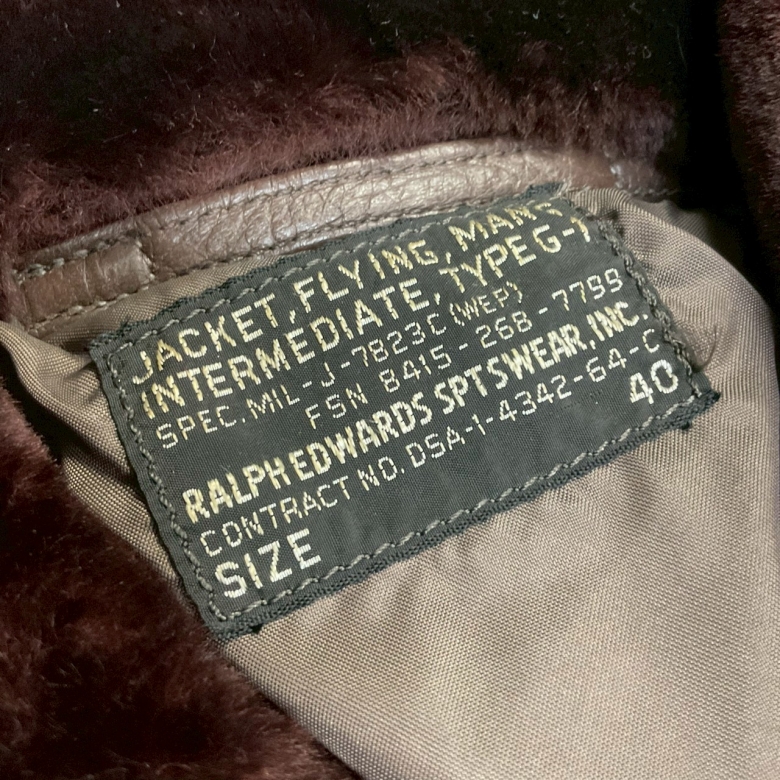 JACKET, FLYING, MAN'S
INTERMEDIATE, TYPE G-1
SPEC. MIL-J-7823C (WEP)
FSN 8415-268-7799
RALPH EDWARDS SPTSWEAR, INC.
CONTRACT NO. DSA-1-4342-64-C
SIZE 40